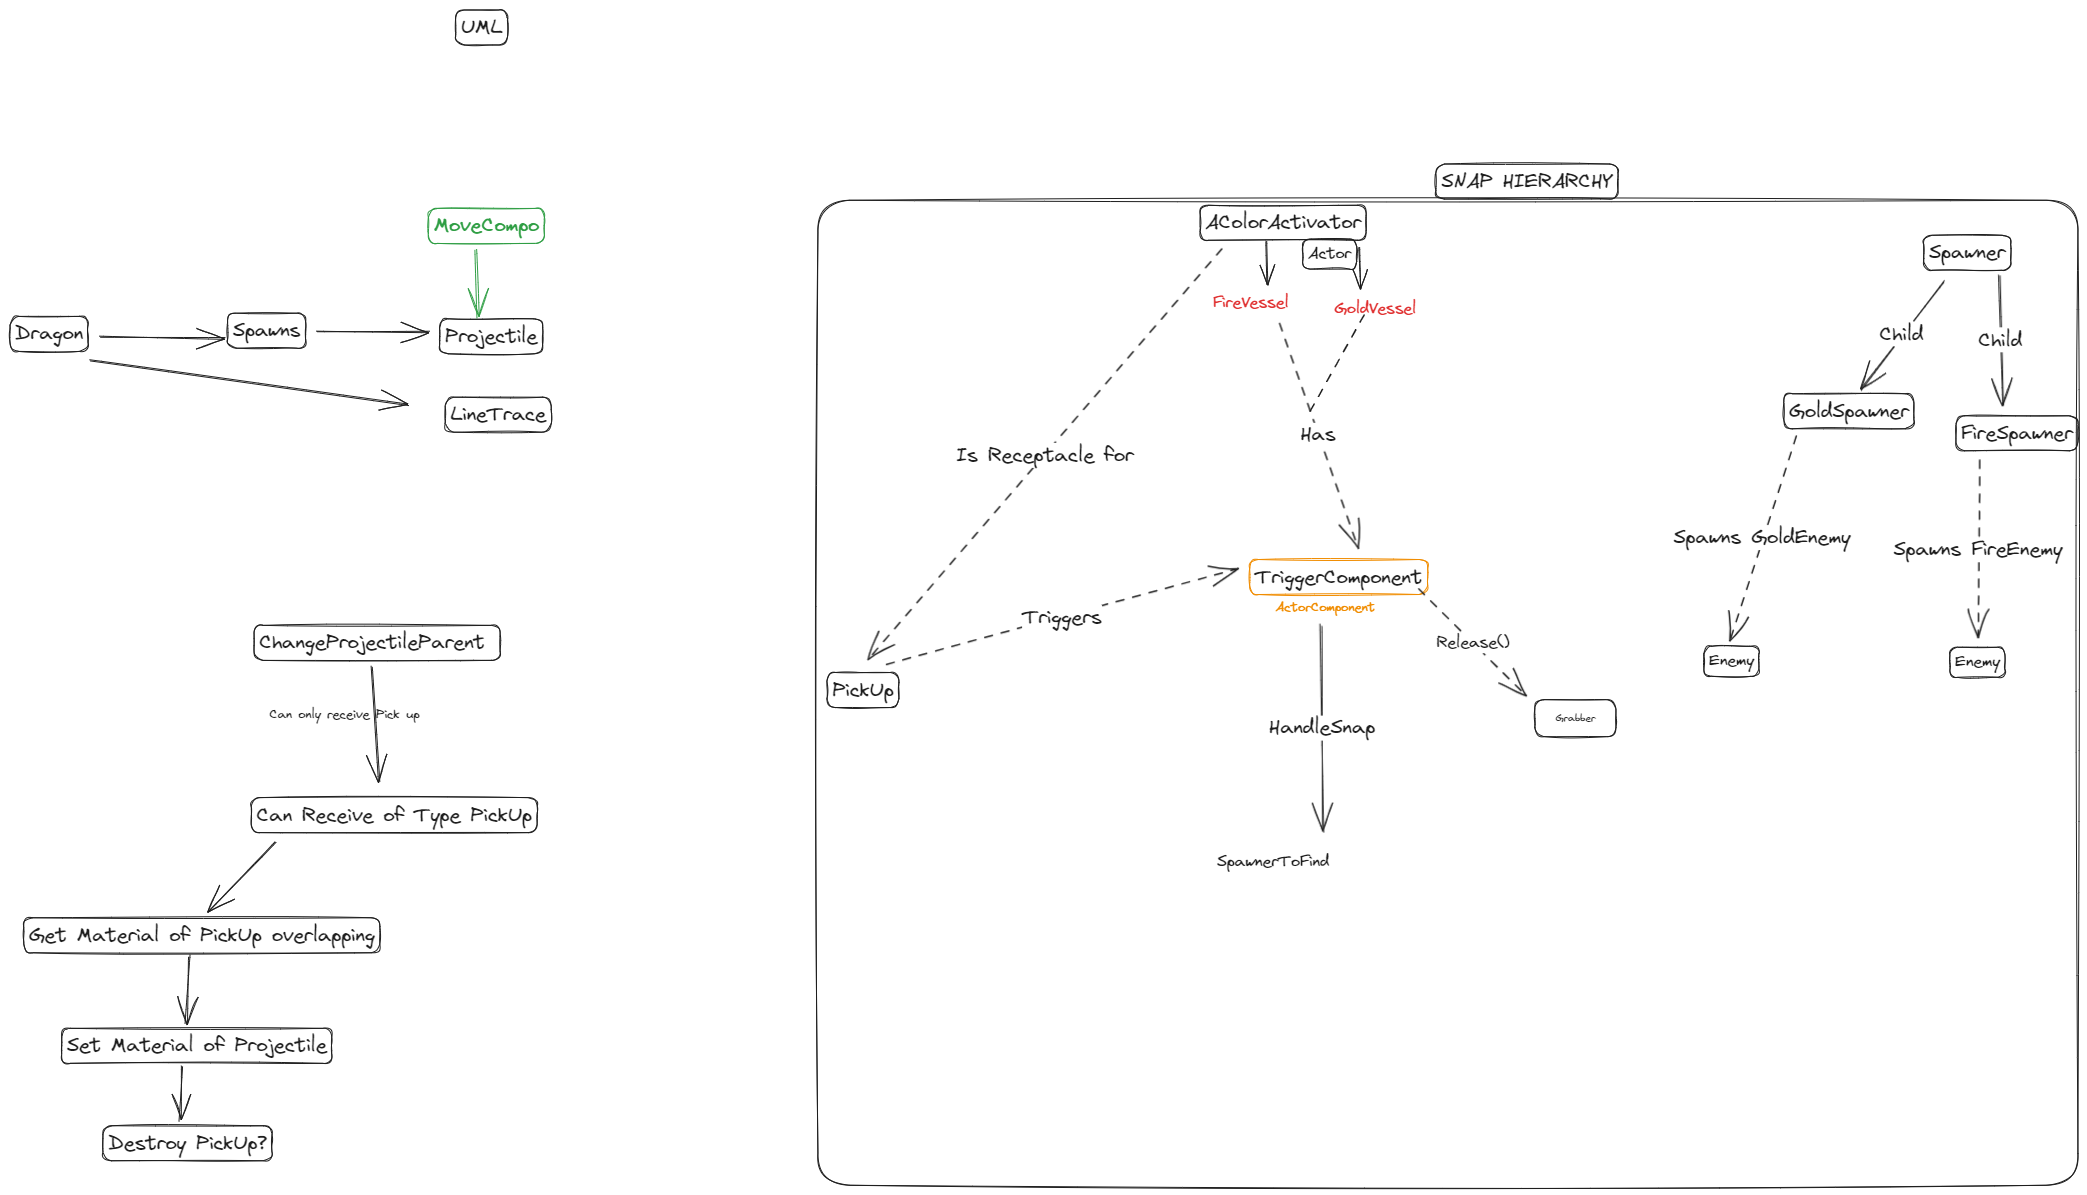 UML
MoveCompo
Dragon
Spawns
Projectile
LineTrace
ChangeProjectileParent
Can only receive Pick up
Can Receive of Type PickUp
Get Material of PickUp overlapping
Set Material of Projectile
Destroy PickUp?
SNAP HIERARCHY
AColorActivator
Actor
FireVessel
GoldVessel
Is Receptacle for
Has
Triggers
TriggerComponent
ActorComponent
Release()
PickUp
Grabber
HandleSnap
SpawnerToFind
Spawner
Child
Child
GoldSpawner
FireSpawner
Spawns GoldEnemy
Spawns FireEnemy
Enemy
Enemy